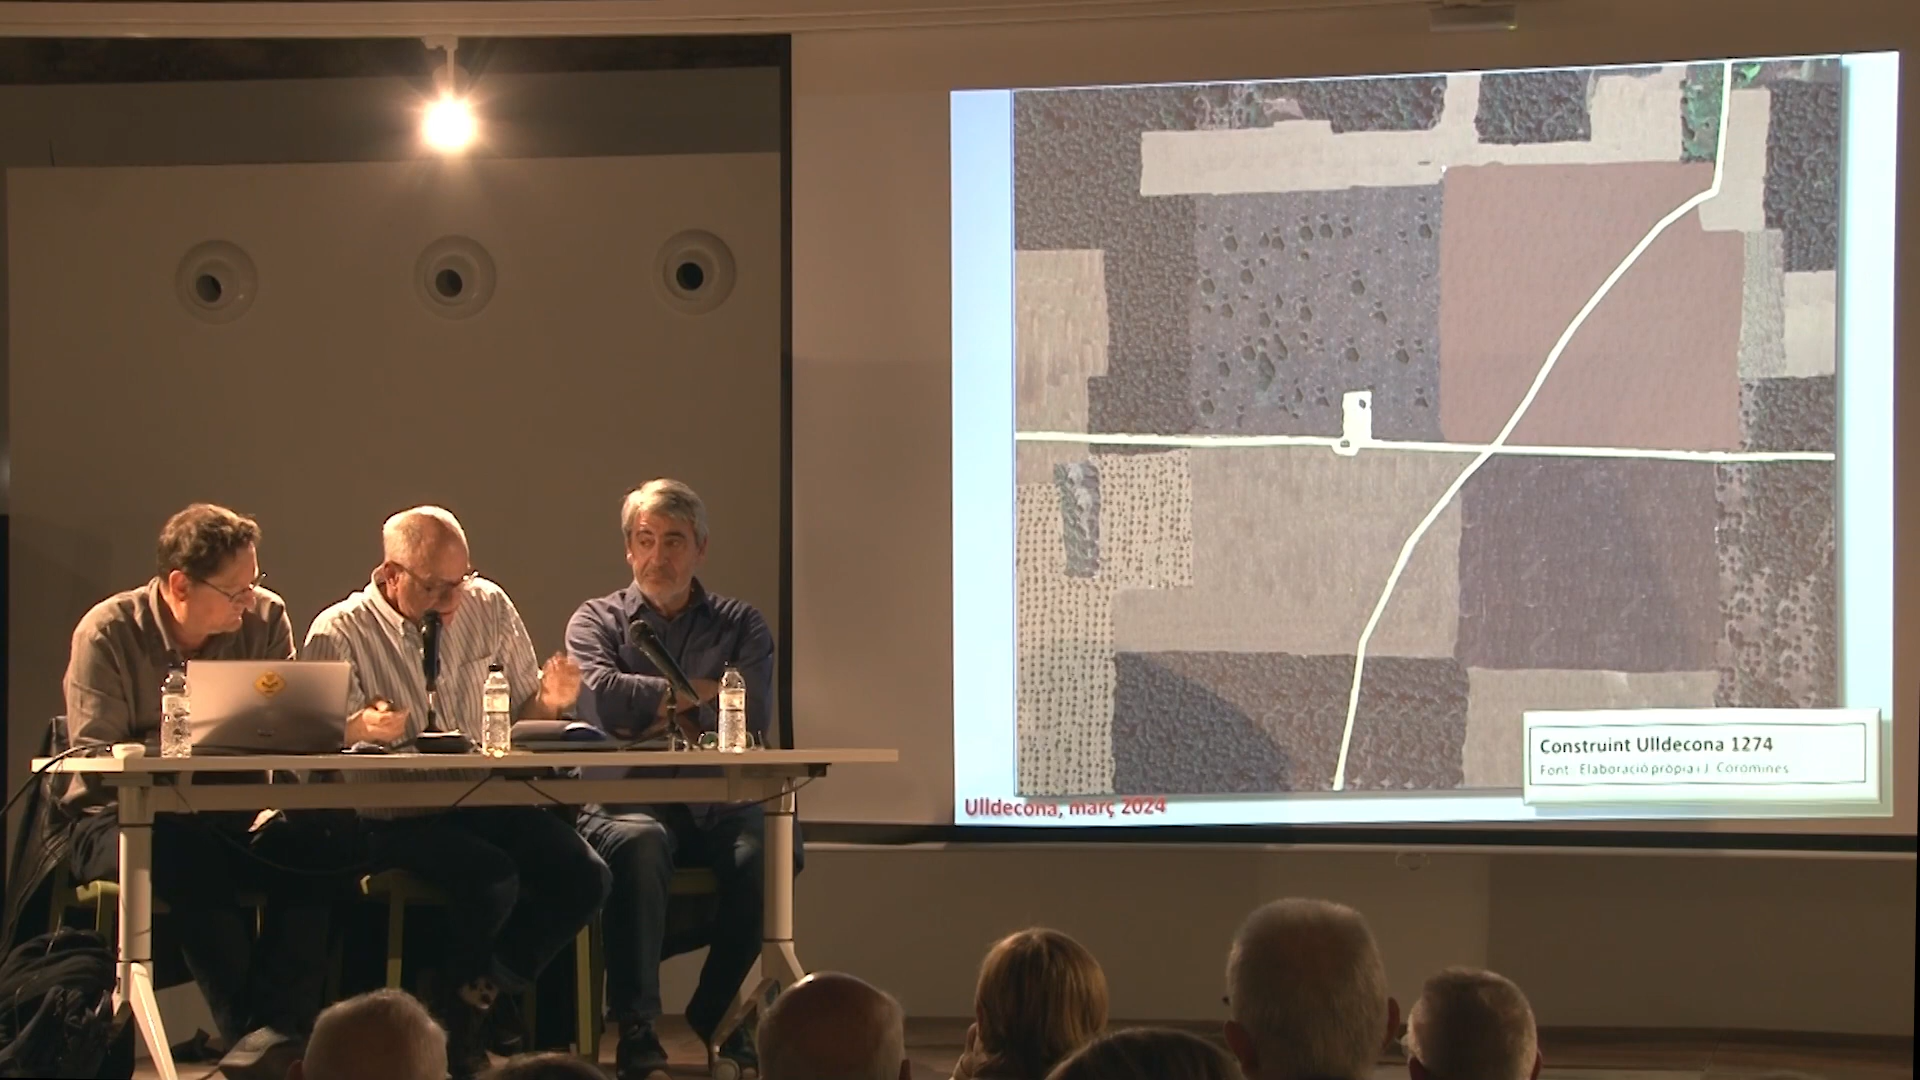 Construint Ulldecona 1274
Font: Elaboració pròpia i J. Coromines
Ulldecona, març 2024